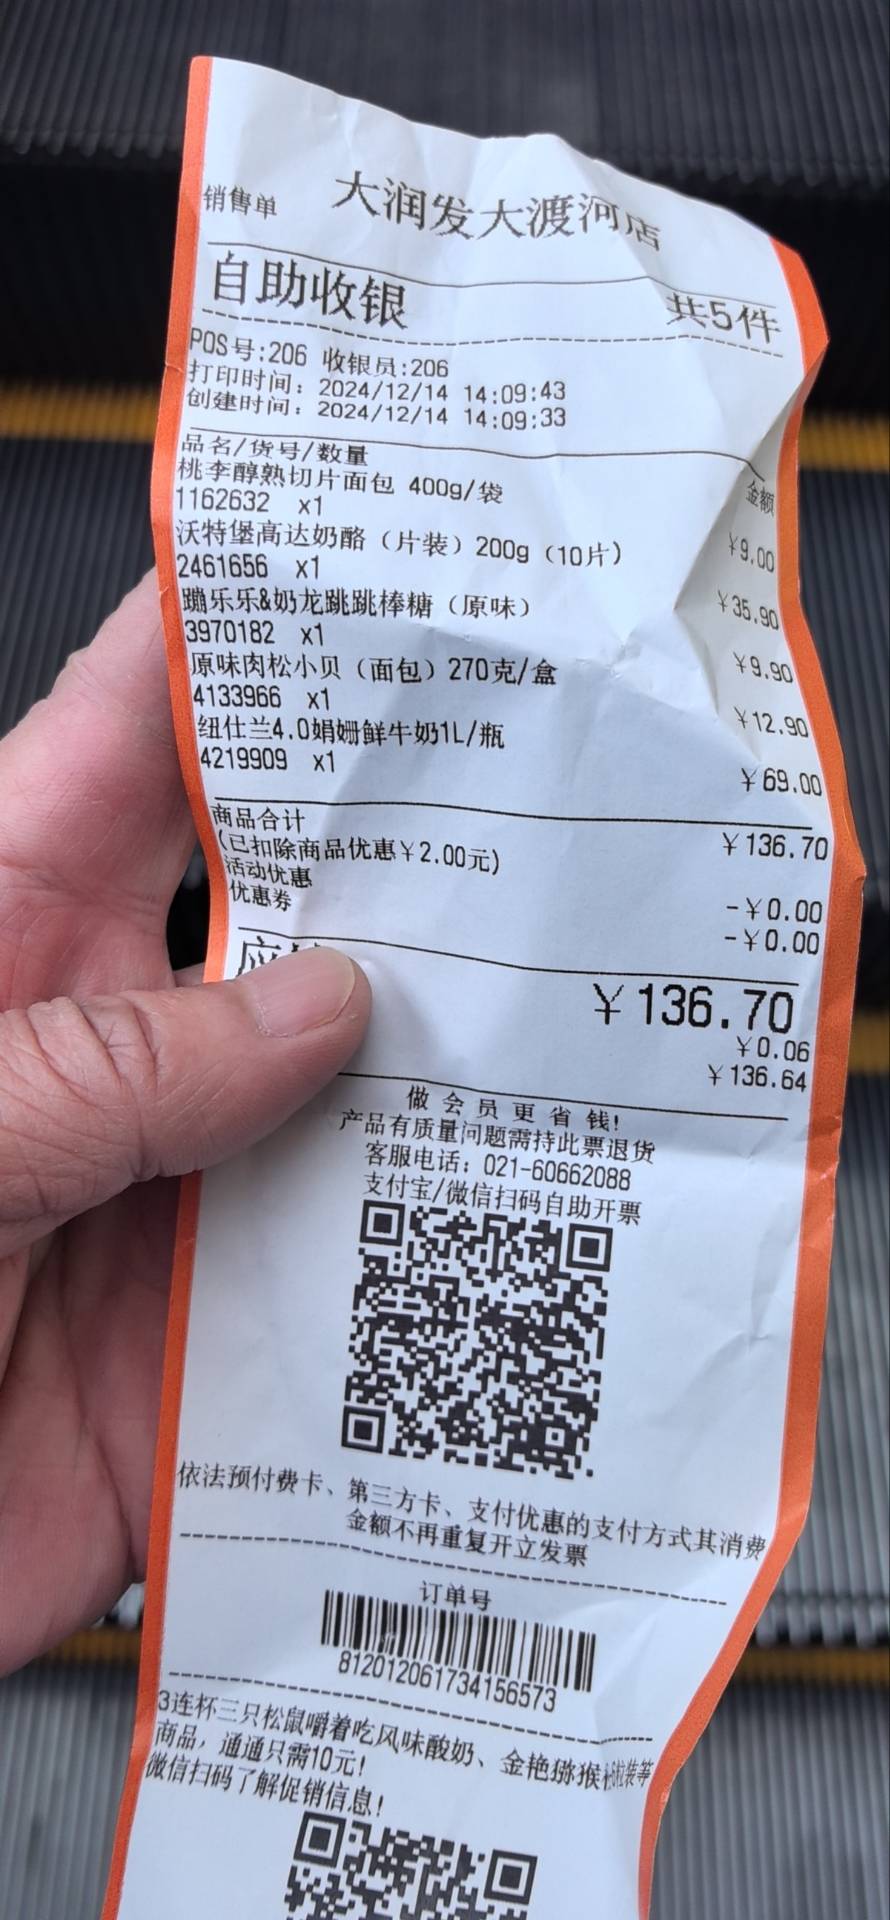 销售单 大润发大渡河店
自助收银 共5件
POS号:206 收银员:206
打印时间: 2024/12/14 14:09:43
创建时间: 2024/12/14 14:09:33
品名/货号/数量 金额
桃李醇熟切片面包 400g/袋
1162632 x1 ¥9.00
沃特堡高达奶酪（片装）200g（10片）
2461656 x1 ¥35.90
蹦乐乐&奶龙跳跳棒糖（原味）
3970182 x1 ¥9.90
原味肉松小贝（面包）270克/盒
4133966 x1 ¥12.90
纽仕兰4.0娟姗鲜牛奶1L/瓶
4219909 x1 ¥69.00
商品合计 ¥136.70
(已扣除商品优惠¥2.00元)
活动优惠 -¥0.00
优惠券 -¥0.00
应 ¥136.70
¥0.06
¥136.64
做会员更省钱!
产品有质量问题需持此票退货
客服电话: 021-60662088
支付宝/微信扫码自助开票
依法预付费卡、第三方卡、支付优惠的支付方式其消费
金额不再重复开立发票
订单号
812012061734156573
3连杯三只松鼠嚼着吃风味酸奶、金艳猕猴 粒装等
商品，通通只需10元!
微信扫码了解促销信息!